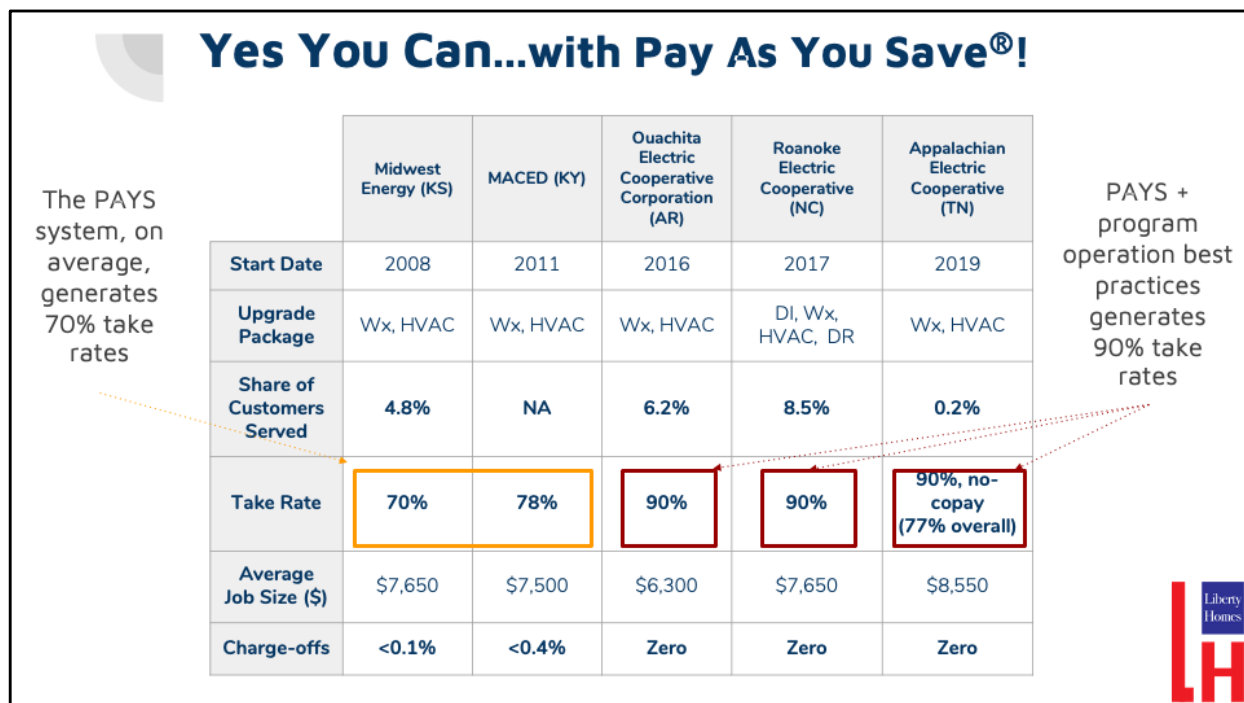 Yes You Can...with Pay As You Save®!
The PAYS
system, on
average,
generates
70% take
rates
Midwest
Energy (KS)
MACED (KY)
Ouachita
Electric
Cooperative
Corporation
(AR)
Roanoke
Electric
Cooperative
(NC)
Appalachian
Electric
Cooperative
(TN)
Start Date
2008
2011
2016
2017
2019
Upgrade
Package
Wx, HVAC
Wx, HVAC
Wx, HVAC
DI, Wx,
HVAC, DR
Wx, HVAC
Share of
Customers
Served
4.8%
NA
6.2%
8.5%
0.2%
Take Rate
70%
78%
90%
90%
90%, no-
copay
(77% overall)
Average
Job Size ($)
$7,650
$7,500
$6,300
$7,650
$8,550
Charge-offs
<0.1%
<0.4%
Zero
Zero
Zero
PAYS +
program
operation best
practices
generates
90% take
rates
Liberty
Homes
LH